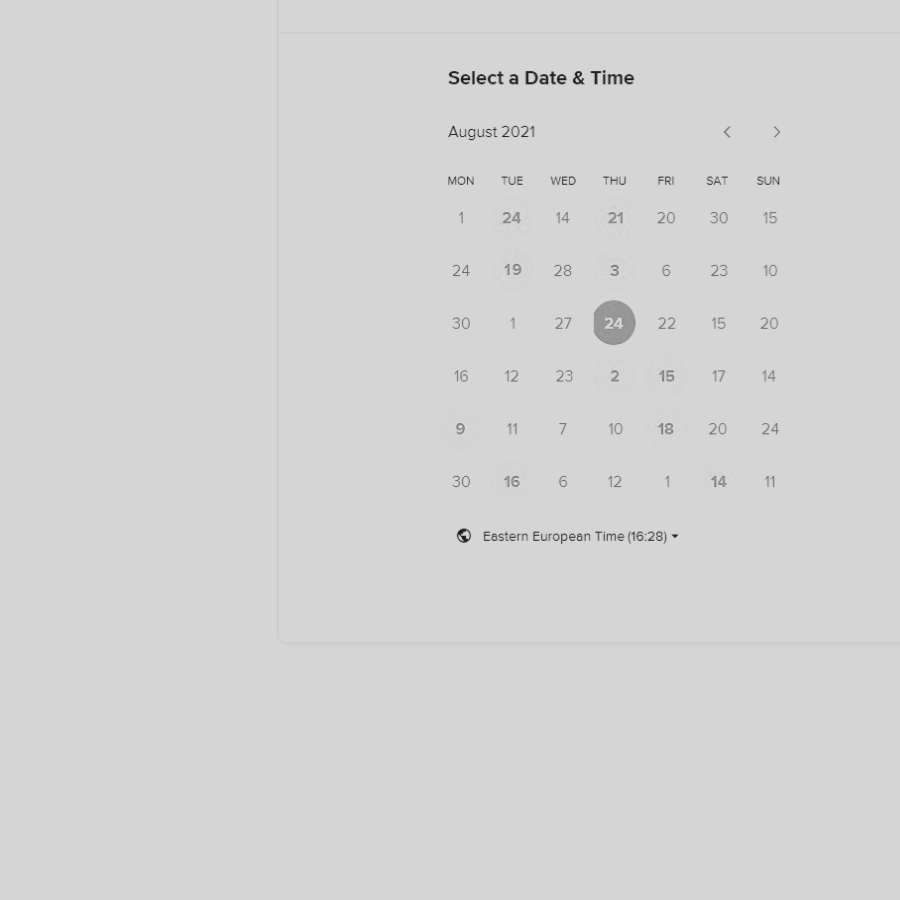 Select a Date & Time
August 2021
MON TUE WED THU FRI SAT SUN
1 24 14 21 20 30 15
24 19 28 3 6 23 10
30 1 27 24 22 15 20
16 12 23 2 15 17 14
9 11 7 10 18 20 24
30 16 6 12 1 14 11
Eastern European Time (16:28)